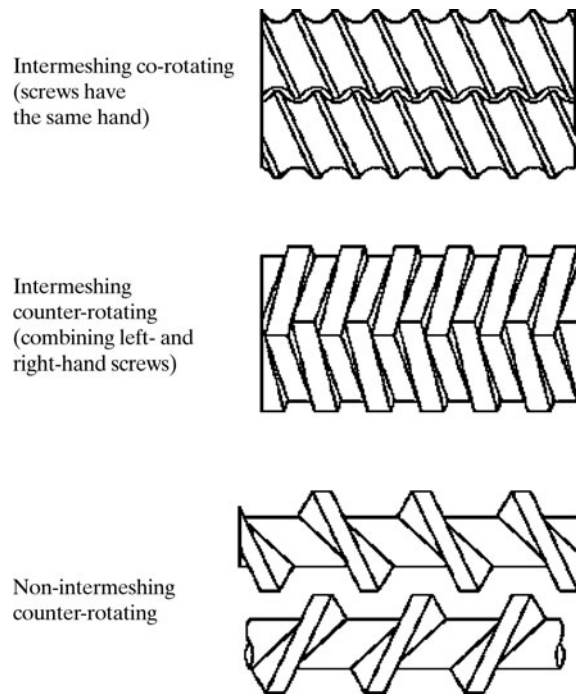 Intermeshing co-rotating
(screws have
the same hand)
Intermeshing
counter-rotating
(combining left- and
right-hand screws)
Non-intermeshing
counter-rotating